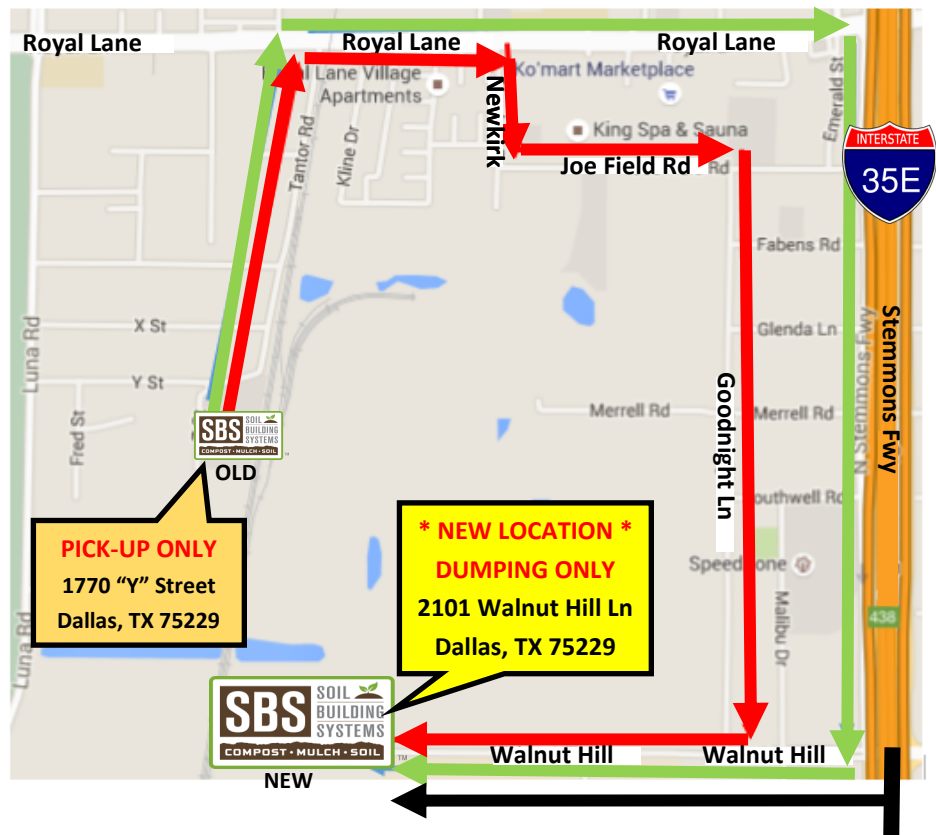 Royal Lane
Royal Lane
Royal Lane
Lane Village
Apartments
Ko'mart Marketplace
Newkirk
King Spa & Sauna
Emerald St
INTERSTATE
35E
Tantor Rd
Kline Dr
Joe Field Rd
Rd
Fabens Rd
Luna Rd
X St
Glenda Ln
N Stemmons Fwy
Stemmons Fwy
Y St
Fred St
Merrell Rd
Merrell Rd
Goodnight Ln
SBS
SOIL
BUILDING
SYSTEMS
COMPOST • MULCH • SOIL
OLD
Rd
PICK-UP ONLY
1770 “Y” Street
Dallas, TX 75229
* NEW LOCATION *
DUMPING ONLY
2101 Walnut Hill Ln
Dallas, TX 75229
Malibu Dr
438
Luna Rd
SBS
SOIL
BUILDING
SYSTEMS
COMPOST • MULCH • SOIL
TM
NEW
Walnut Hill
Walnut Hill